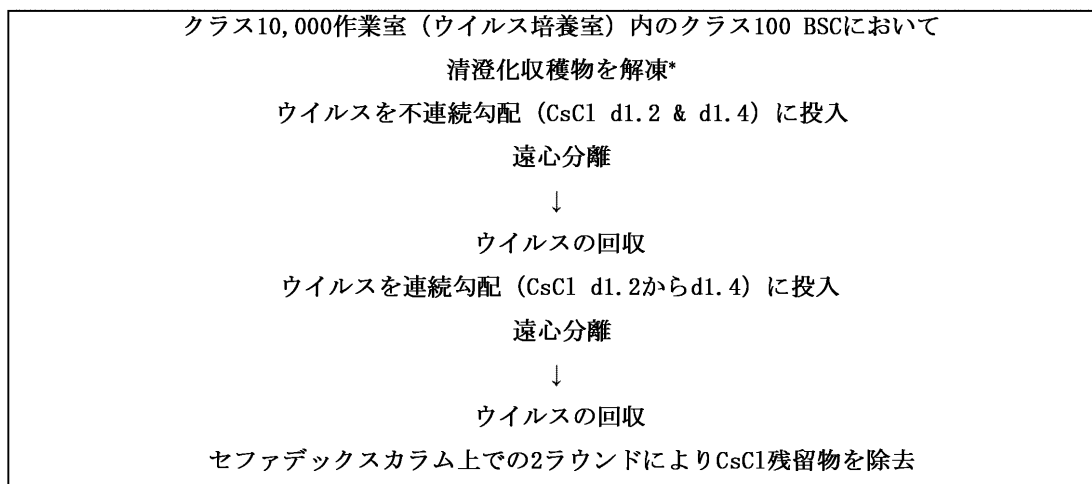 クラス10,000作業室（ウイルス培養室）内のクラス100 BSCにおいて
清澄化収穫物を解凍*
ウイルスを不連続勾配（CsCl d1.2 & d1.4）に投入
遠心分離
↓
ウイルスの回収
ウイルスを連続勾配（CsCl d1.2からd1.4）に投入
遠心分離
↓
ウイルスの回収
セファデックスカラム上での2ラウンドによりCsCl残留物を除去